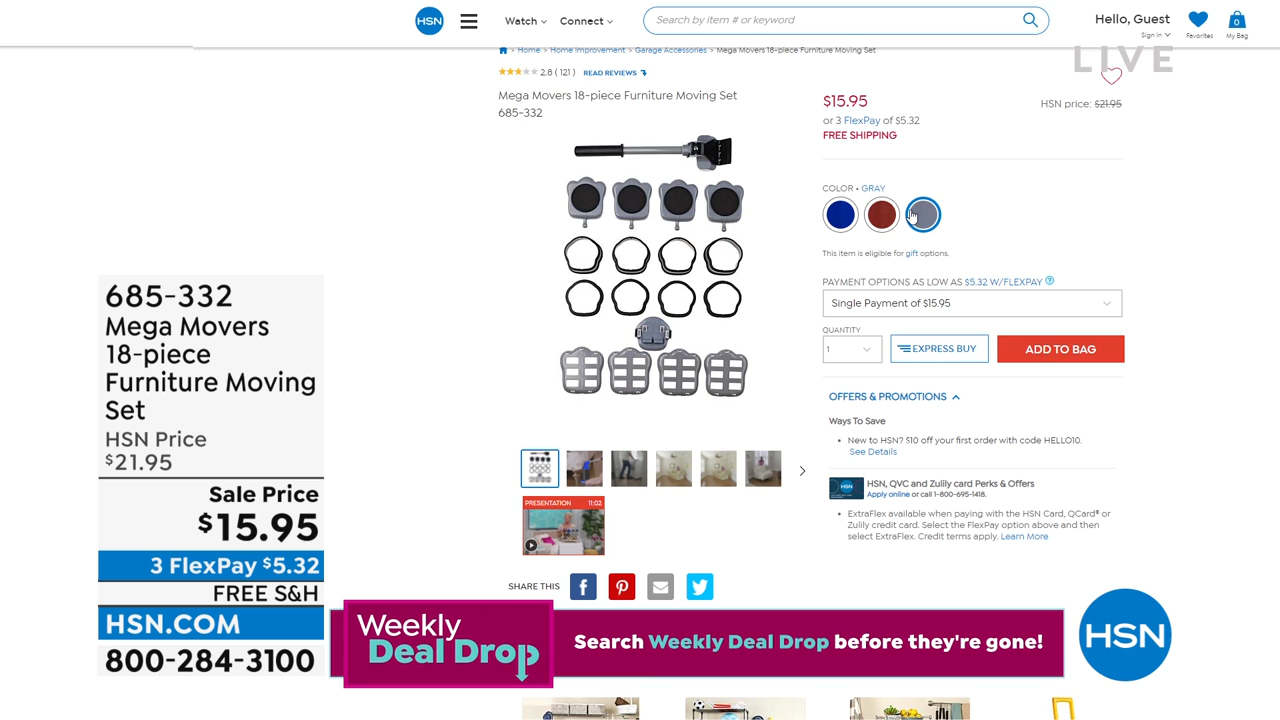 HSN
Watch
Connect
Search by item # or keyword
Hello, Guest
Sign in
Favorites
0
My Bag
LIVE
> Home > Home Improvement > Garage Accessories > Mega Movers 18-piece Furniture Moving Set
2.8 ( 121 ) READ REVIEWS
Mega Movers 18-piece Furniture Moving Set
685-332
$15.95
HSN price: $21.95
or 3 FlexPay of $5.32
FREE SHIPPING
COLOR • GRAY
This item is eligible for gift options.
PAYMENT OPTIONS AS LOW AS $5.32 W/FLEXPAY ?
Single Payment of $15.95
QUANTITY
1
EXPRESS BUY
ADD TO BAG
OFFERS & PROMOTIONS
Ways To Save
• New to HSN? $10 off your first order with code HELLO10.
See Details
HSN, QVC and Zulily card Perks & Offers
Apply online or call 1-800-695-1418.
• ExtraFlex available when paying with the HSN Card, QCard® or
Zulily credit card. Select the FlexPay option above and then
select ExtraFlex. Credit terms apply. Learn More
PRESENTATION 11:02
SHARE THIS
685-332
Mega Movers
18-piece
Furniture Moving
Set
HSN Price
$21.95
Sale Price
$15.95
3 FlexPay $5.32
FREE S&H
HSN.COM
800-284-3100
Weekly
Deal Drop
Search Weekly Deal Drop before they're gone!
HSN